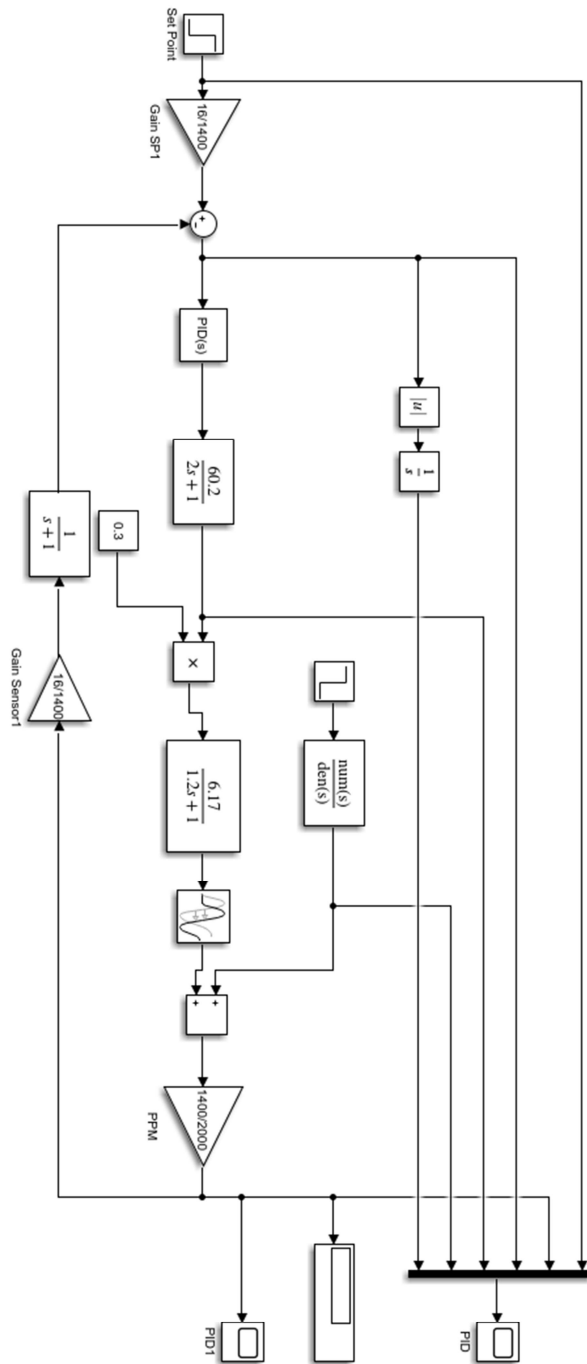 Set Point
16/1400
Gain SP1
+
-
PID(s)
60.2
2s + 1
|u|
1
s
0.3
×
6.17
1.2s + 1
num(s)
den(s)
+
+
1400/2000
PPM
1
s + 1
16/1400
Gain Sensor1
PID
PID1